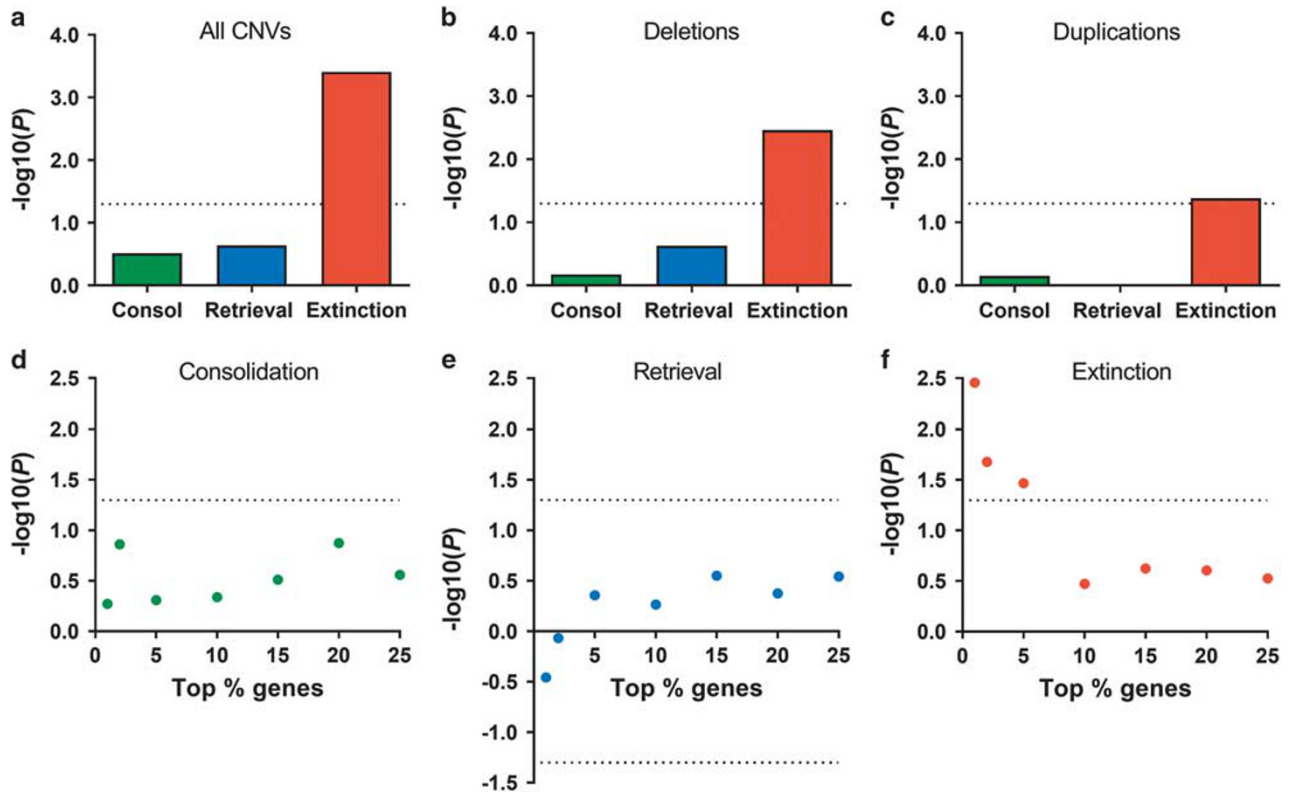 a
All CNVs
4.0
3.0
2.0
1.0
0.0
-log10(P)
Consol Retrieval Extinction
b
Deletions
4.0
3.0
2.0
1.0
0.0
-log10(P)
Consol Retrieval Extinction
c
Duplications
4.0
3.0
2.0
1.0
0.0
-log10(P)
Consol Retrieval Extinction
d
Consolidation
2.5
2.0
1.5
1.0
0.5
0.0
-log10(P)
0 5 10 15 20 25
Top % genes
e
Retrieval
2.5
2.0
1.5
1.0
0.5
0.0
-0.5
-1.0
-1.5
-log10(P)
5 10 15 20 25
Top % genes
f
Extinction
2.5
2.0
1.5
1.0
0.5
0.0
-log10(P)
0 5 10 15 20 25
Top % genes